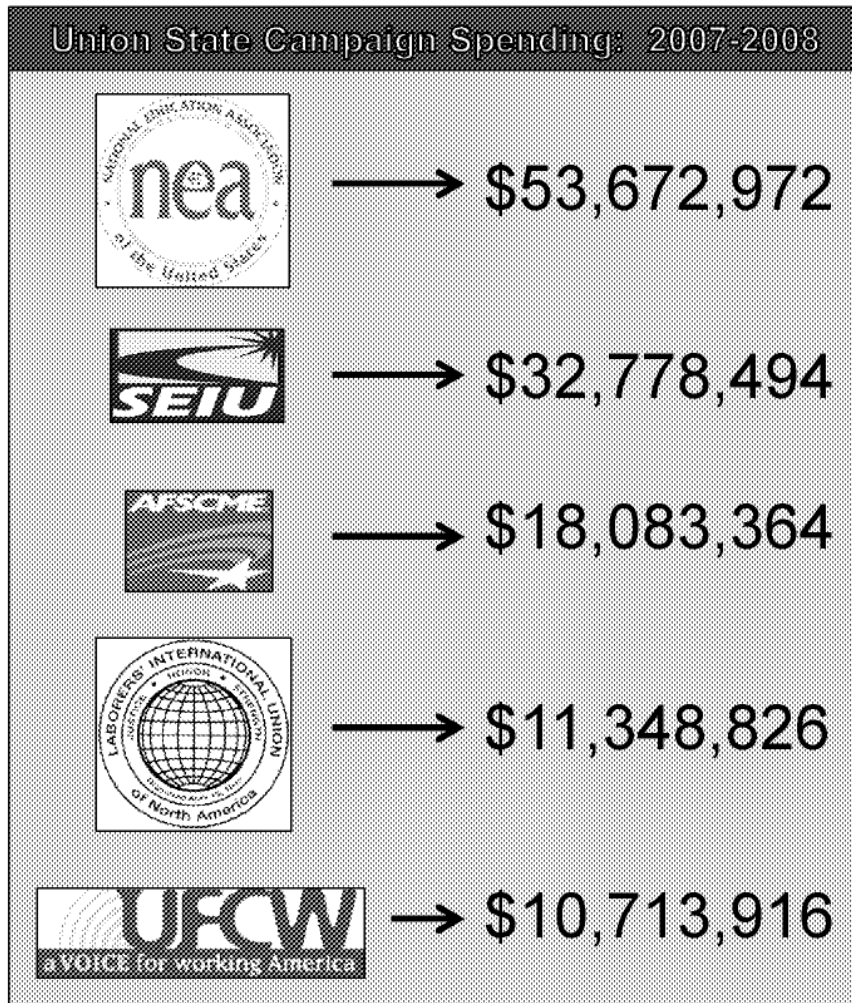 Union State Campaign Spending: 2007-2008
NATIONAL EDUCATION ASSOCIATION
nea
of the United States
$53,672,972
SEIU
$32,778,494
AFSCME
$18,083,364
LABORERS' INTERNATIONAL UNION
JUSTICE ★ HONOR ★ STRENGTH
of North America
$11,348,826
UFCW
a VOICE for working America
$10,713,916